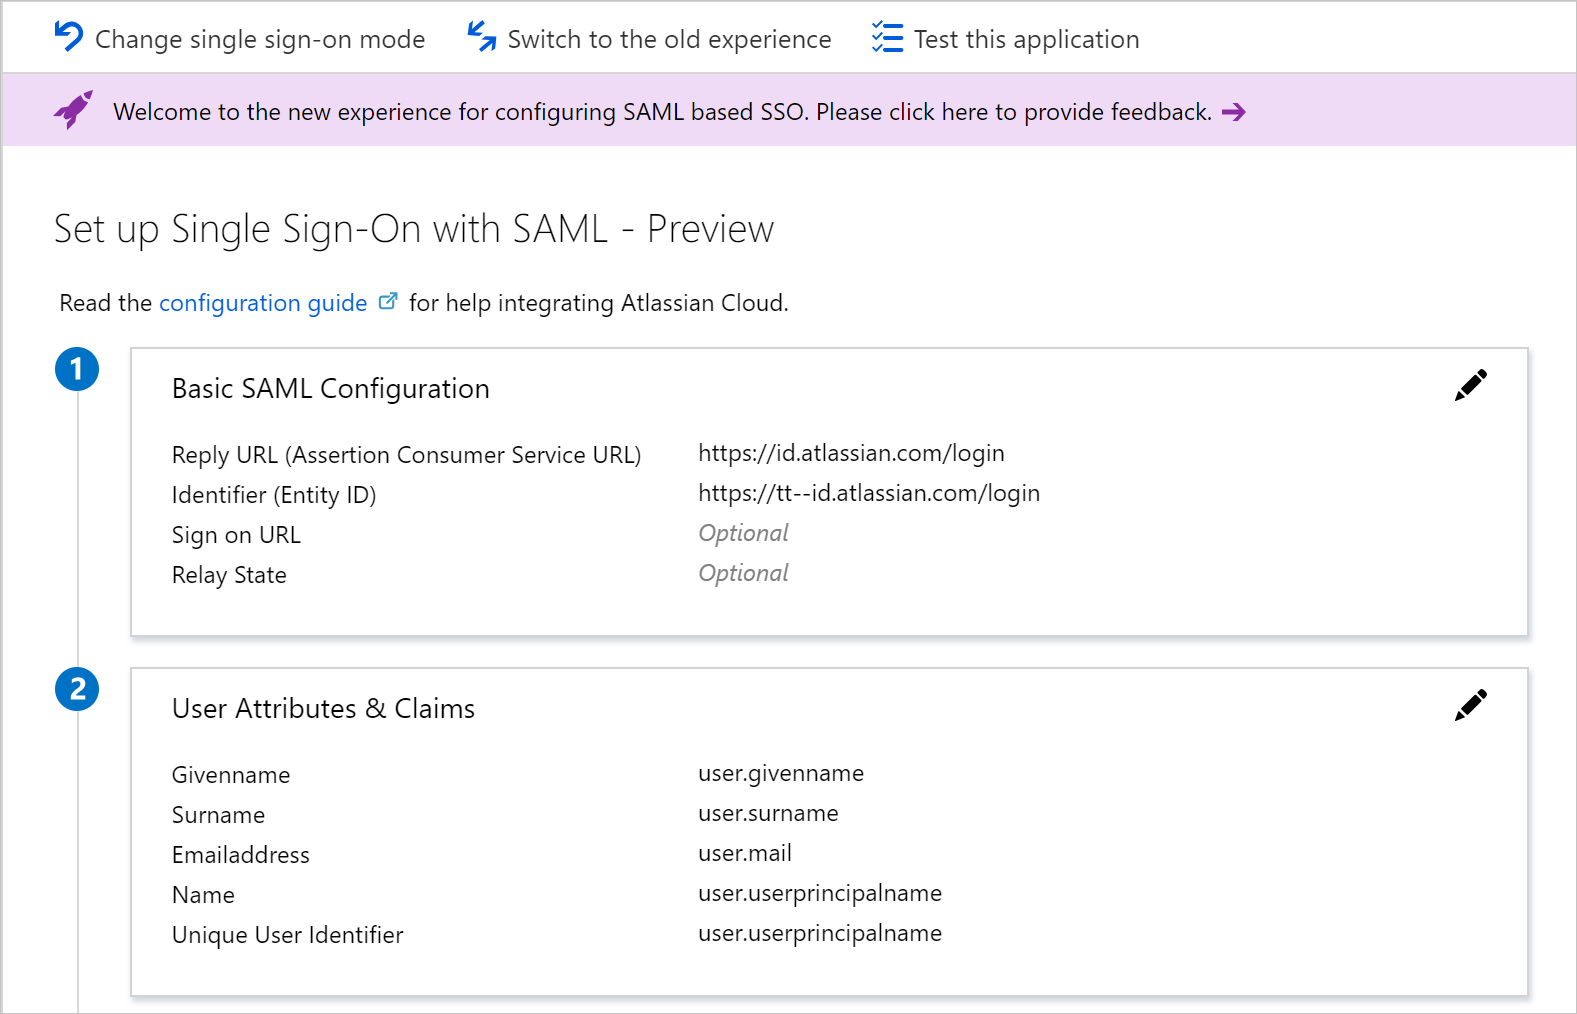 Change single sign-on mode Switch to the old experience Test this application
Welcome to the new experience for configuring SAML based SSO. Please click here to provide feedback.
Set up Single Sign-On with SAML - Preview
Read the configuration guide for help integrating Atlassian Cloud.
1
Basic SAML Configuration
Reply URL (Assertion Consumer Service URL) https://id.atlassian.com/login
Identifier (Entity ID) https://tt--id.atlassian.com/login
Sign on URL Optional
Relay State Optional
2
User Attributes & Claims
Givenname user.givenname
Surname user.surname
Emailaddress user.mail
Name user.userprincipalname
Unique User Identifier user.userprincipalname